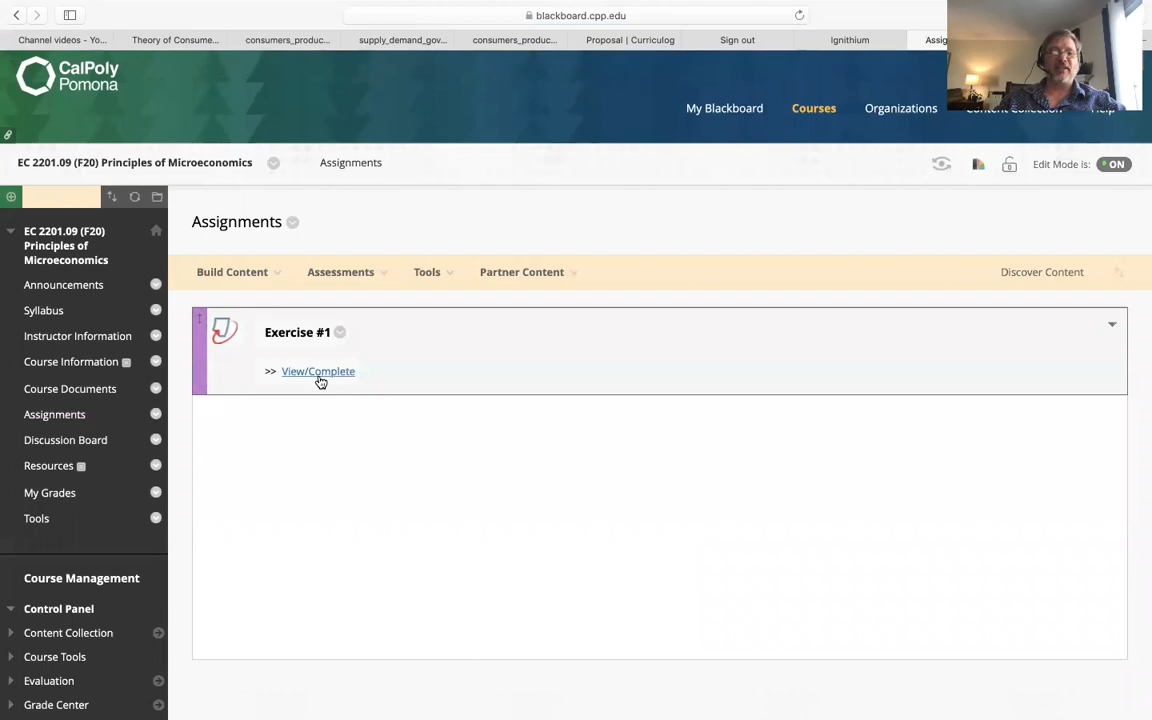 blackboard.cpp.edu
Channel videos - Yo...
Theory of Consume...
consumers_produc...
supply_demand_gov...
consumers_produc...
Proposal | Curriculog
Sign out
Ignithium
Assig
CalPoly
Pomona
My Blackboard
Courses
Organizations
Content Collection
Help
EC 2201.09 (F20) Principles of Microeconomics
Assignments
Edit Mode is:
ON
EC 2201.09 (F20)
Principles of
Microeconomics
Announcements
Syllabus
Instructor Information
Course Information
Course Documents
Assignments
Discussion Board
Resources
My Grades
Tools
Course Management
Control Panel
Content Collection
Course Tools
Evaluation
Grade Center
Assignments
Build Content
Assessments
Tools
Partner Content
Discover Content
Exercise #1
>> View/Complete